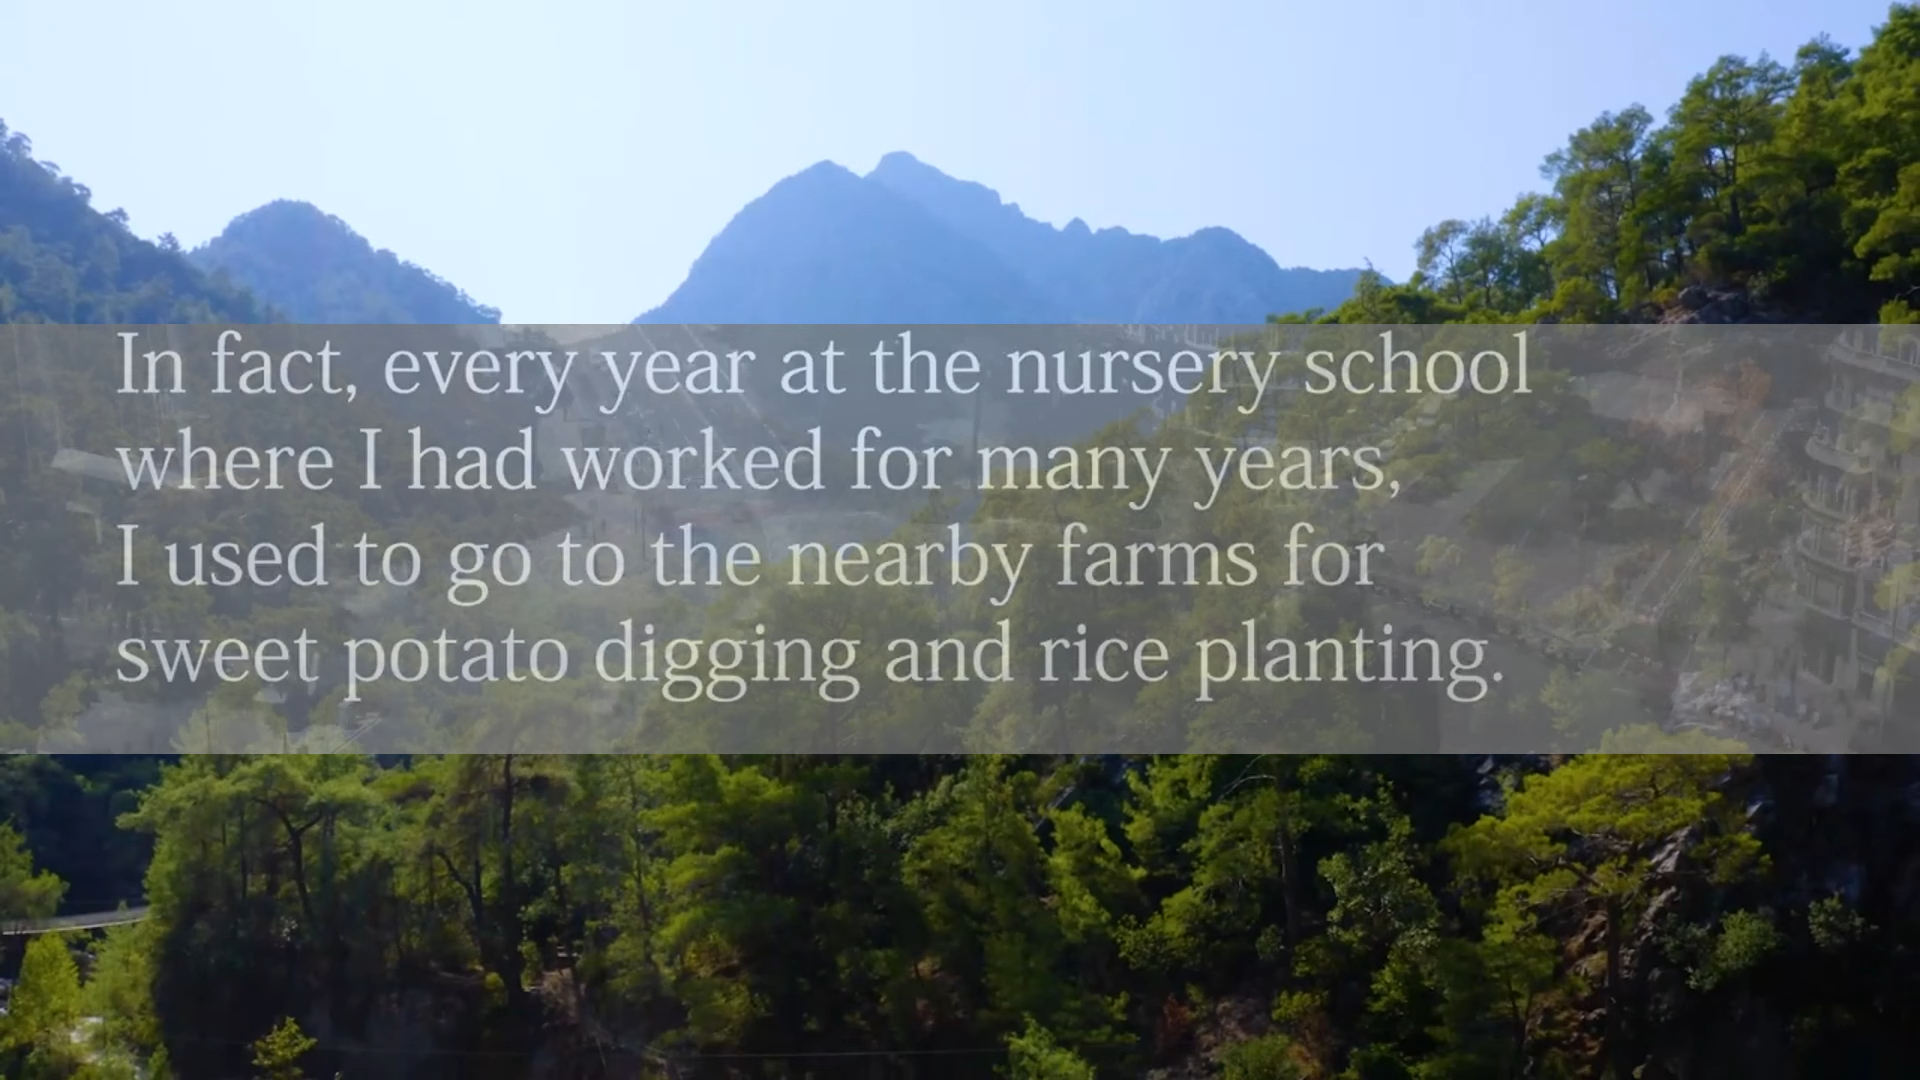 In fact, every year at the nursery school
where I had worked for many years,
I used to go to the nearby farms for
sweet potato digging and rice planting.